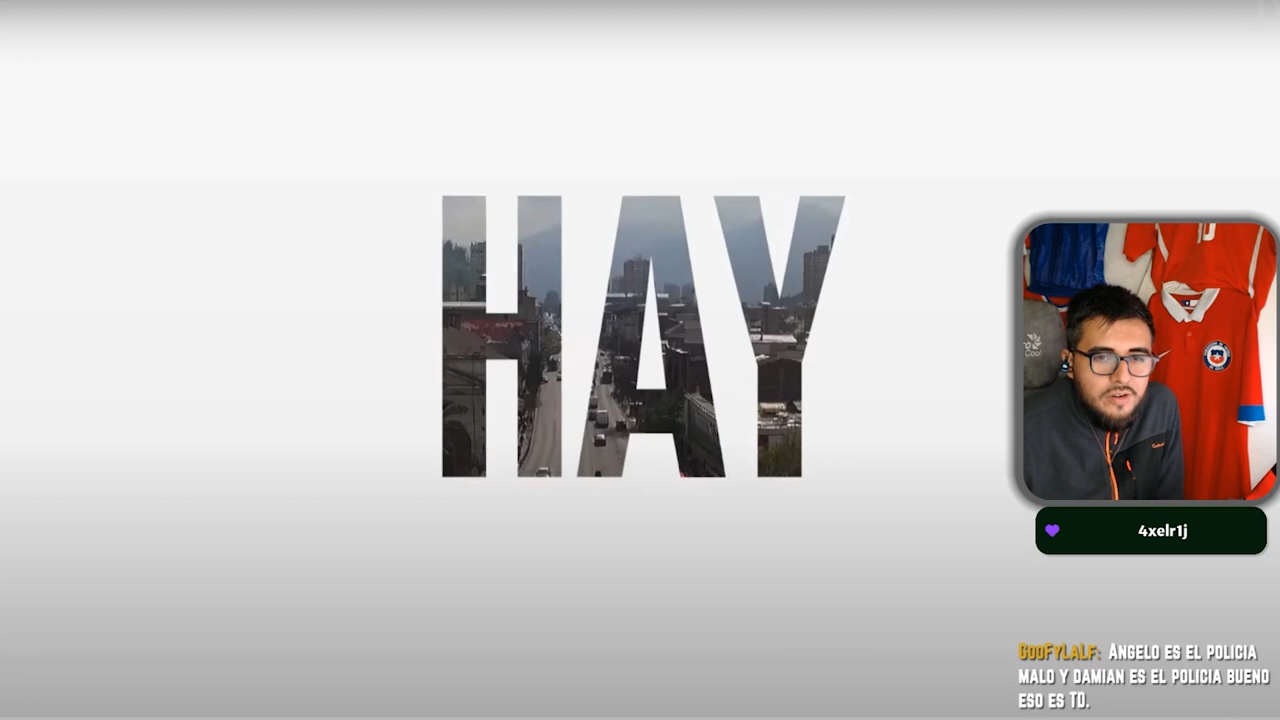 HAY
4xelr1j
GooFyLaLf: ANGELO ES EL POLICIA
MALO Y DAMIAN ES EL POLICIA BUENO
ESO ES TD.